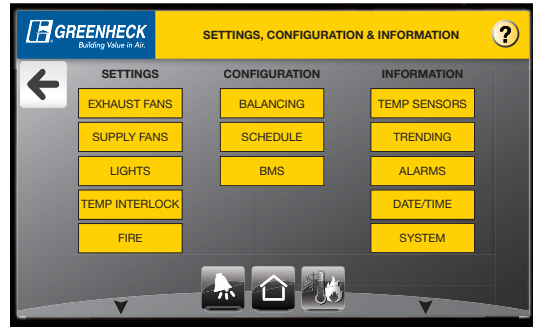 GREENHECK
Building Value in Air.
SETTINGS, CONFIGURATION & INFORMATION
?
SETTINGS
CONFIGURATION
INFORMATION
EXHAUST FANS
BALANCING
TEMP SENSORS
SUPPLY FANS
SCHEDULE
TRENDING
LIGHTS
BMS
ALARMS
TEMP INTERLOCK
DATE/TIME
FIRE
SYSTEM